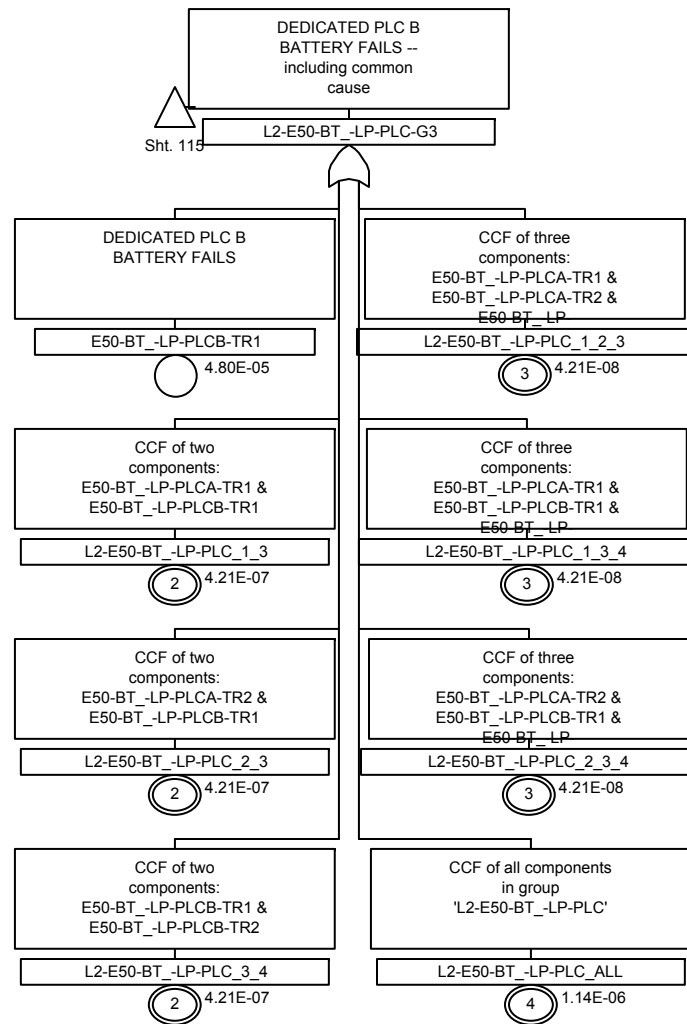 DEDICATED PLC B
BATTERY FAILS --
including common
cause
Sht. 115
L2-E50-BT_-LP-PLC-G3
DEDICATED PLC B
BATTERY FAILS
E50-BT_-LP-PLCB-TR1
4.80E-05
CCF of three
components:
E50-BT_-LP-PLCA-TR1 &
E50-BT_-LP-PLCA-TR2 &
E50-BT_-LP-
L2-E50-BT_-LP-PLC_1_2_3
3
4.21E-08
CCF of two
components:
E50-BT_-LP-PLCA-TR1 &
E50-BT_-LP-PLCB-TR1
L2-E50-BT_-LP-PLC_1_3
2
4.21E-07
CCF of three
components:
E50-BT_-LP-PLCA-TR1 &
E50-BT_-LP-PLCB-TR1 &
E50-BT_-LP-
L2-E50-BT_-LP-PLC_1_3_4
3
4.21E-08
CCF of two
components:
E50-BT_-LP-PLCA-TR2 &
E50-BT_-LP-PLCB-TR1
L2-E50-BT_-LP-PLC_2_3
2
4.21E-07
CCF of three
components:
E50-BT_-LP-PLCA-TR2 &
E50-BT_-LP-PLCB-TR1 &
E50-BT_-LP-
L2-E50-BT_-LP-PLC_2_3_4
3
4.21E-08
CCF of two
components:
E50-BT_-LP-PLCB-TR1 &
E50-BT_-LP-PLCB-TR2
L2-E50-BT_-LP-PLC_3_4
2
4.21E-07
CCF of all components
in group
'L2-E50-BT_-LP-PLC'
L2-E50-BT_-LP-PLC_ALL
4
1.14E-06